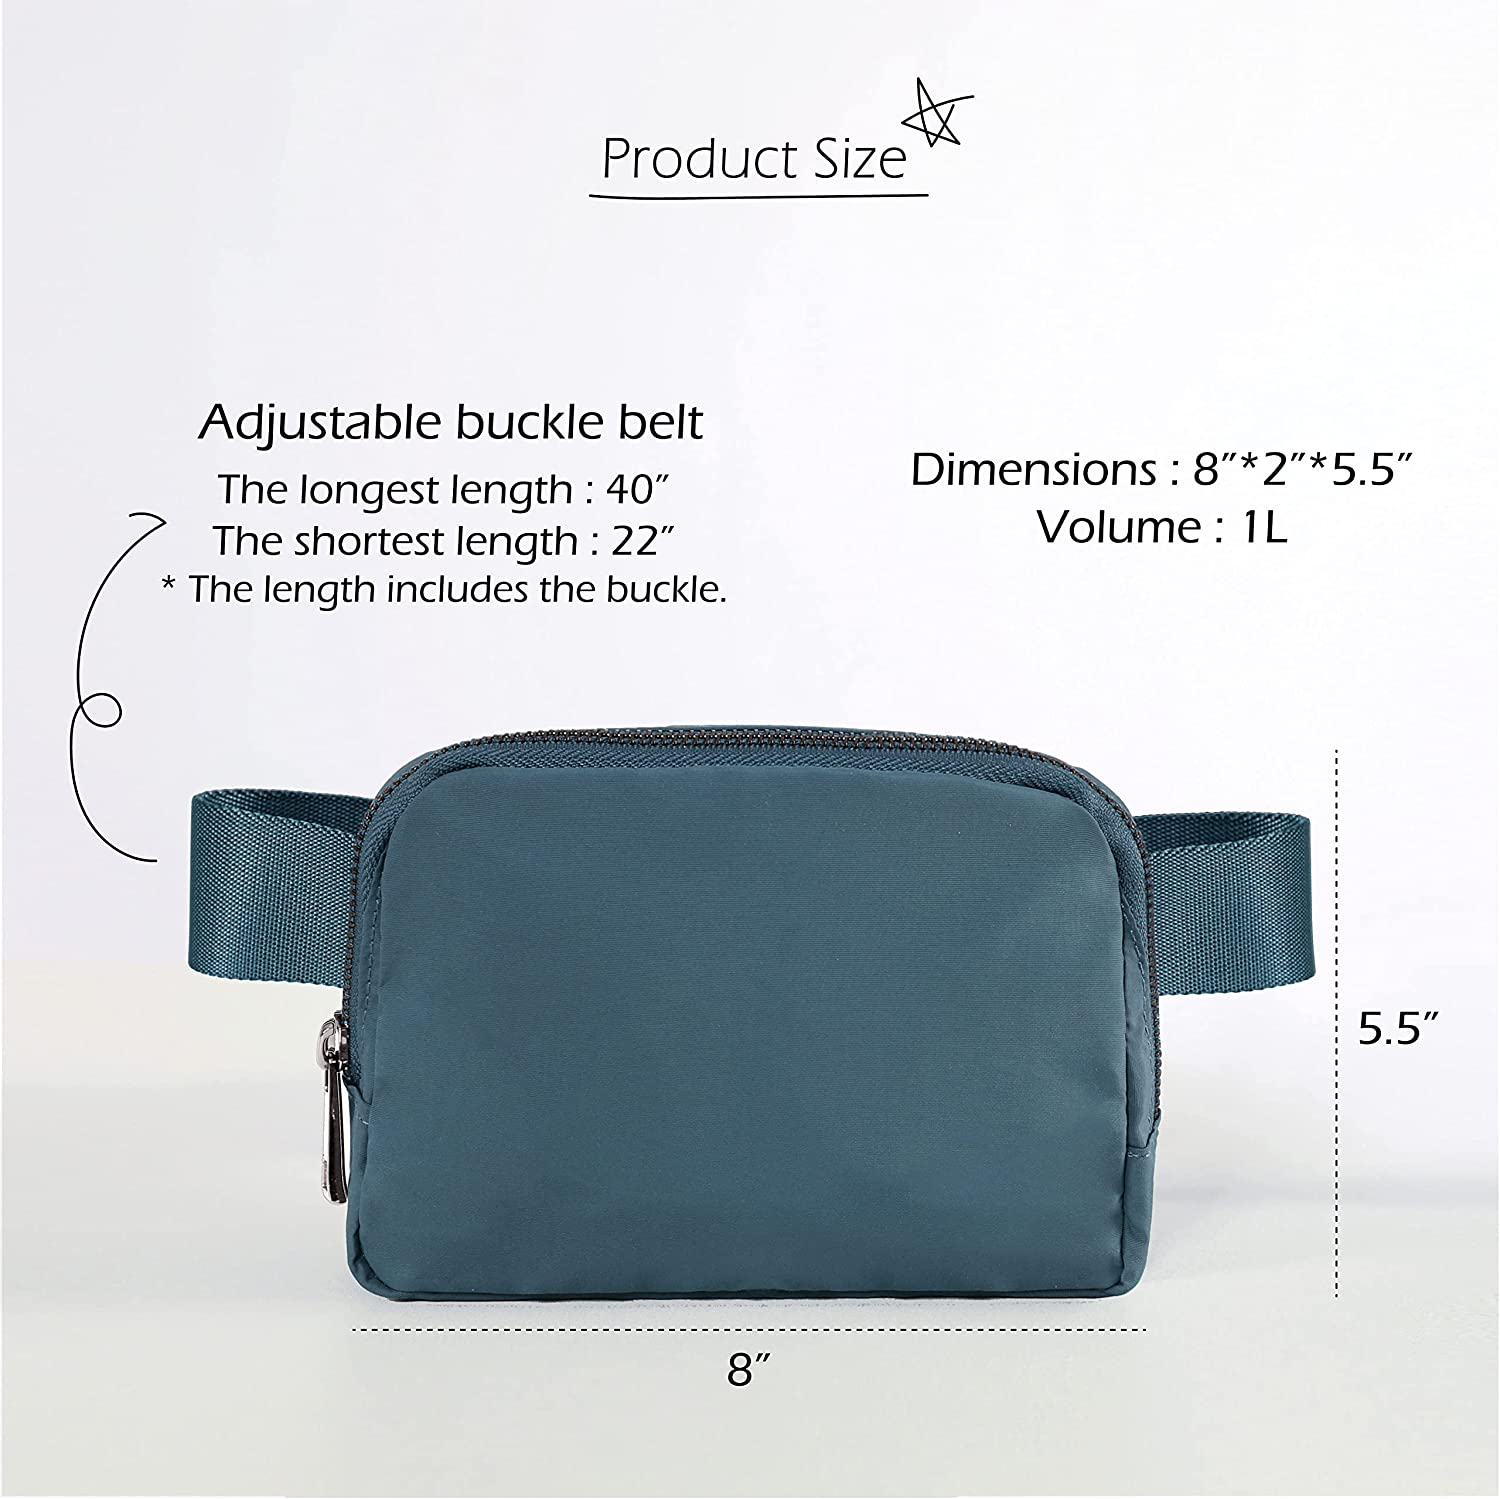 Product Size
Adjustable buckle belt
The longest length : 40″
The shortest length : 22″
* The length includes the buckle.
Dimensions : 8″*2″*5.5″
Volume : 1L
5.5″
8″